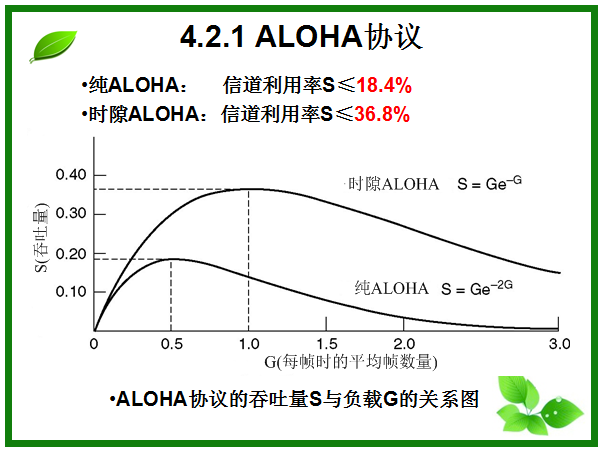 4.2.1 ALOHA协议
•纯ALOHA： 信道利用率S≤18.4%
•时隙ALOHA：信道利用率S≤36.8%
0.40
0.30
0.20
0.10
S(吞吐量)
时隙ALOHA S = Ge–G
纯ALOHA S = Ge–2G
0 0.5 1.0 1.5 2.0 3.0
G(每帧时的平均帧数量)
•ALOHA协议的吞吐量S与负载G的关系图